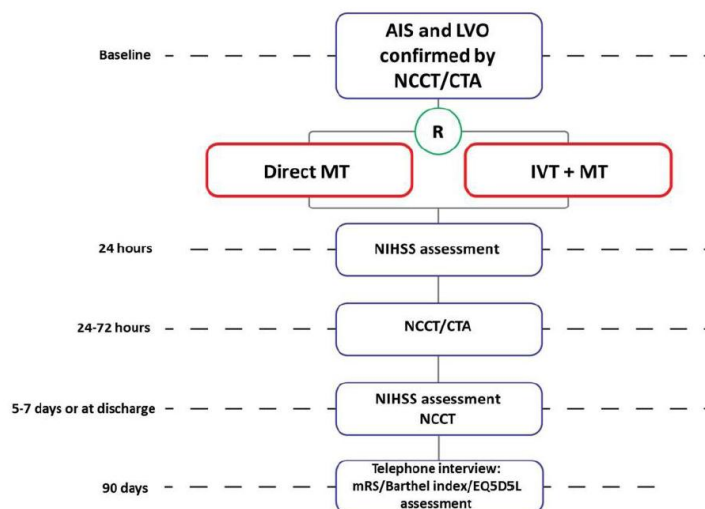 Baseline
AIS and LVO
confirmed by
NCCT/CTA
R
Direct MT
IVT + MT
24 hours
NIHSS assessment
24-72 hours
NCCT/CTA
5-7 days or at discharge
NIHSS assessment
NCCT
90 days
Telephone interview:
mRS/Barthel index/EQ5D5L
assessment